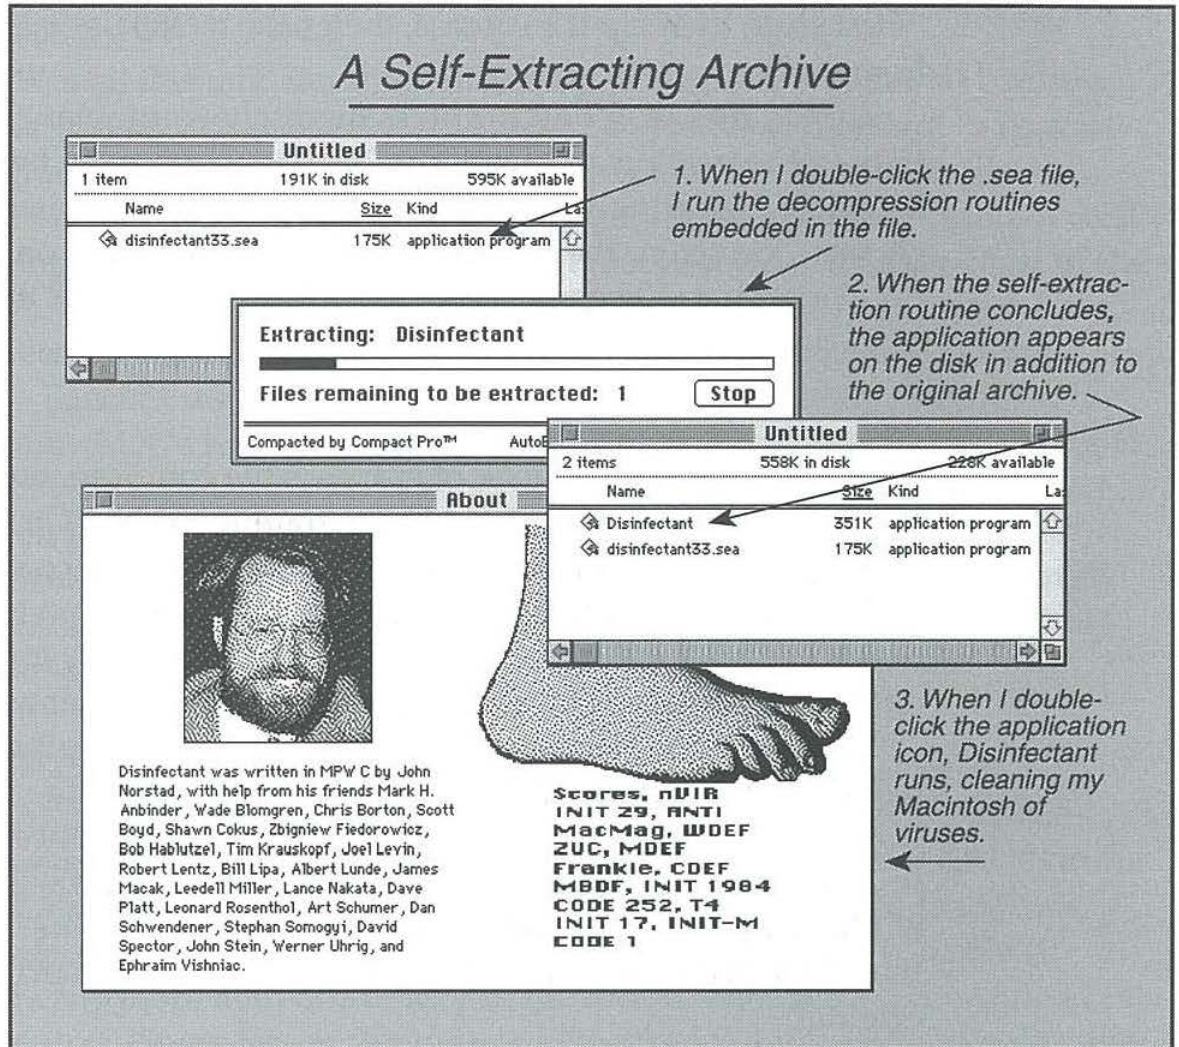 A Self-Extracting Archive
Untitled
1 item 191K in disk 595K available
Name Size Kind
disinfectant33.sea 175K application program
1. When I double-click the .sea file,
I run the decompression routines
embedded in the file.
Extracting: Disinfectant
Files remaining to be extracted: 1 Stop
Compacted by Compact Pro™
2. When the self-extrac-
tion routine concludes,
the application appears
on the disk in addition to
the original archive.
Untitled
2 items 558K in disk 228K available
Name Size Kind
Disinfectant 351K application program
disinfectant33.sea 175K application program
About
Disinfectant was written in MPW C by John
Norstad, with help from his friends Mark H.
Anbinder, Wade Blomgren, Chris Borton, Scott
Boyd, Shawn Cokus, Zbigniew Fiedorowicz,
Bob Hablutzel, Tim Krauskopf, Joel Levin,
Robert Lentz, Bill Lipa, Albert Lunde, James
Macak, Leedell Miller, Lance Nakata, Dave
Platt, Leonard Rosenthol, Art Schumer, Dan
Schwendener, Stephan Somogyi, David
Spector, John Stein, Werner Uhrig, and
Ephraim Vishniac.
Scores, nVIR
INIT 29, ANTI
MacMag, WDEF
ZUC, MDEF
Frankie, CDEF
MBDF, INIT 1984
CODE 252, T4
INIT 17, INIT-M
CODE 1
3. When I double-
click the application
icon, Disinfectant
runs, cleaning my
Macintosh of
viruses.